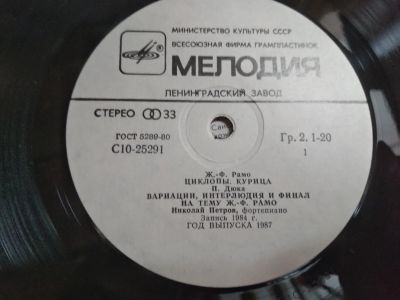 МИНИСТЕРСТВО КУЛЬТУРЫ СССР
ВСЕСОЮЗНАЯ ФИРМА ГРАМПЛАСТИНОК
МЕЛОДИЯ
ЛЕНИНГРАДСКИЙ ЗАВОД
СТЕРЕО 33
ГОСТ 5289-80
С10-25291
Гр. 2. 1-20
1
Ж.-Ф. Рамо
ЦИКЛОПЫ. КУРИЦА
П. Дюка
ВАРИАЦИИ, ИНТЕРЛЮДИЯ И ФИНАЛ
НА ТЕМУ Ж.-Ф. РАМО
Николай Петров, фортепиано
Запись 1984 г.
ГОД ВЫПУСКА 1987